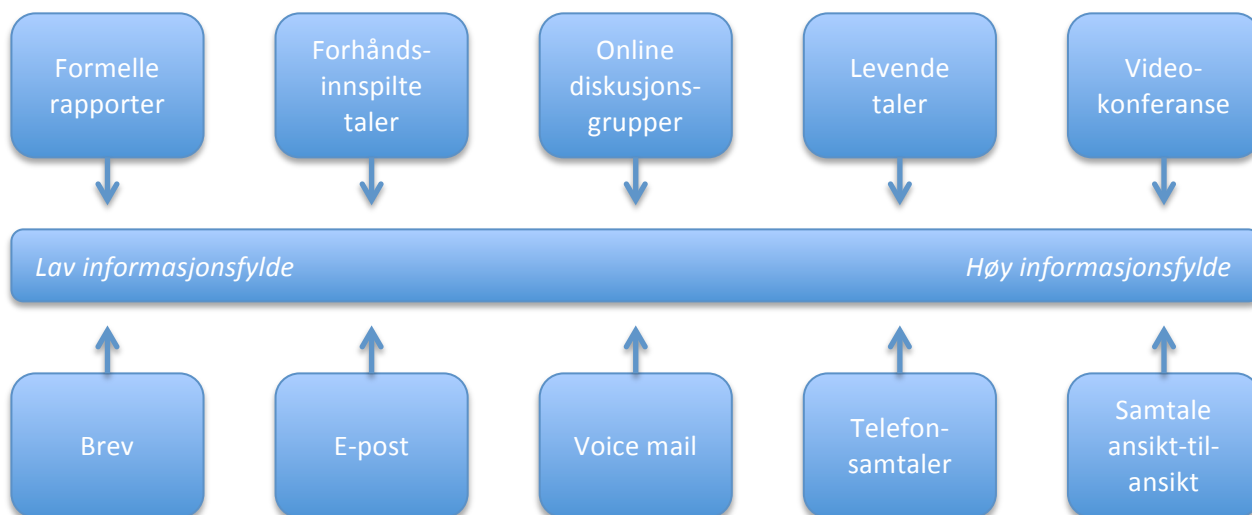 Formelle
rapporter
Forhånds-
innspilte
taler
Online
diskusjons-
grupper
Levende
taler
Video-
konferanse
Lav informasjonsfylde
Høy informasjonsfylde
Brev
E-post
Voice mail
Telefon-
samtaler
Samtale
ansikt-til-
ansikt